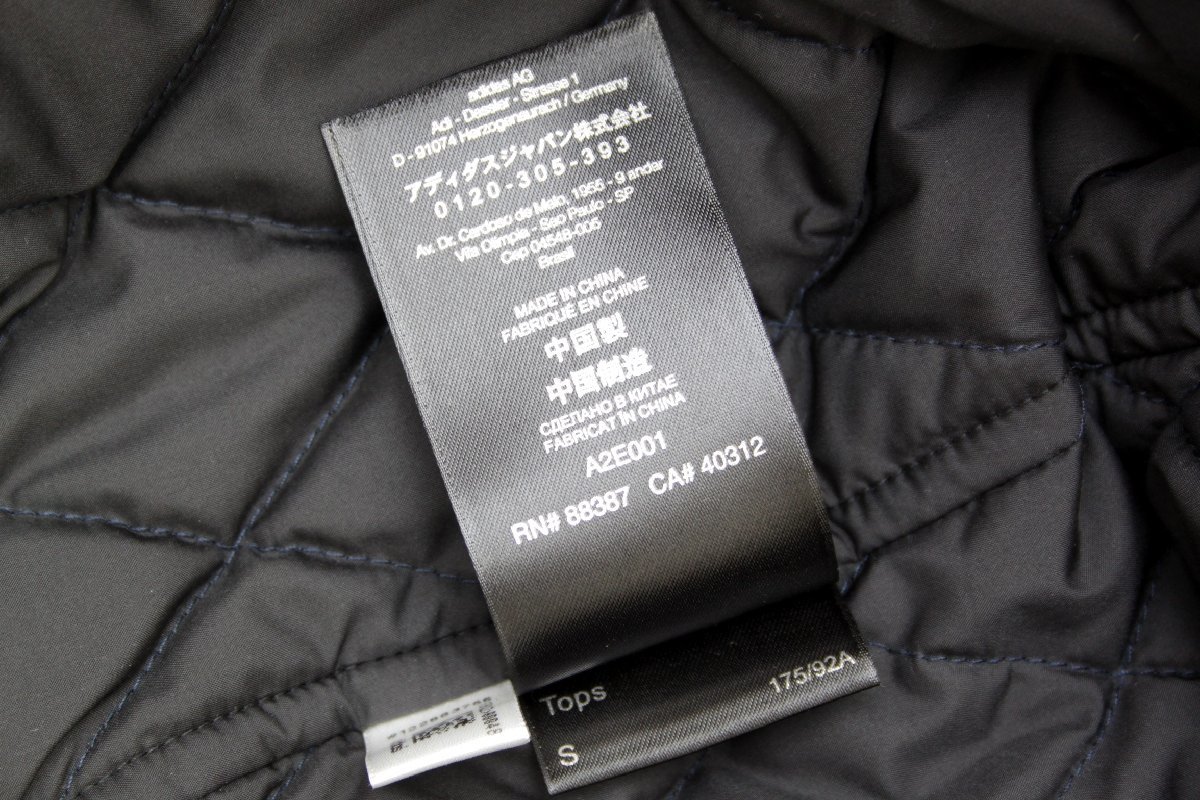 adidas AG
Adi - Dassler - Strasse 1
D - 91074 Herzogenaurach / Germany
アディダスジャパン株式会社
0120-305-393
Av. Dr. Cardoso de Melo, 1955 - 9 andar
Vila Olimpia - Sao Paulo - SP
Cep 04548-005
Brasil
MADE IN CHINA
FABRIQUÉ EN CHINE
中国製
中国制造
СДЕЛАНО В КИТАЕ
FABRICAT ÎN CHINA
A2E001
RN# 88387 CA# 40312
Tops 175/92A
S